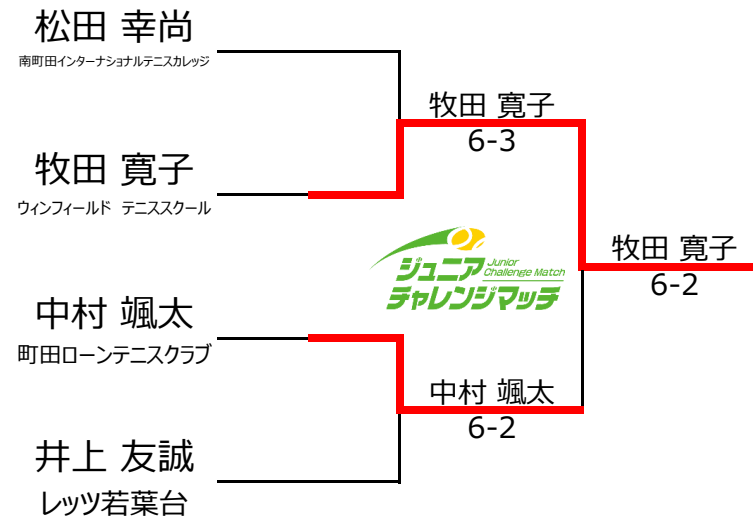 松田 幸尚
南町田インターナショナルテニスカレッジ
牧田 寛子
6-3
牧田 寛子
ウィンフィールド テニススクール
牧田 寛子
6-2
ジュニア Junior Challenge Match
チャレンジマッチ
中村 颯太
町田ローンテニスクラブ
中村 颯太
6-2
井上 友誠
レッツ若葉台